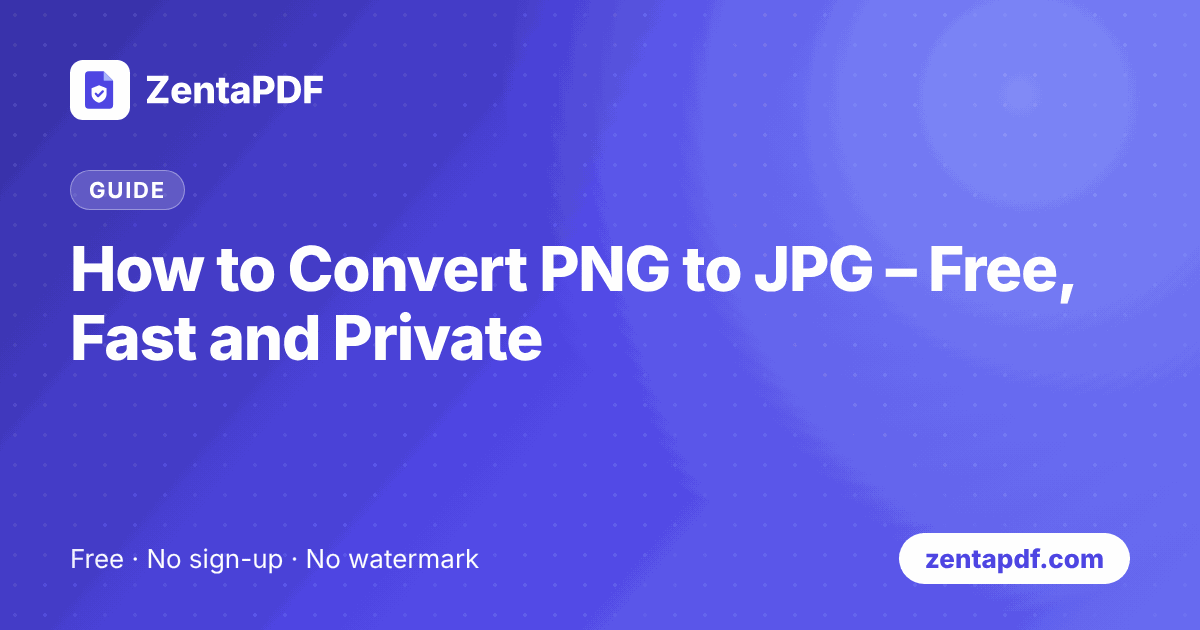 ZentaPDF
GUIDE
How to Convert PNG to JPG – Free,
Fast and Private
Free · No sign-up · No watermark
zentapdf.com